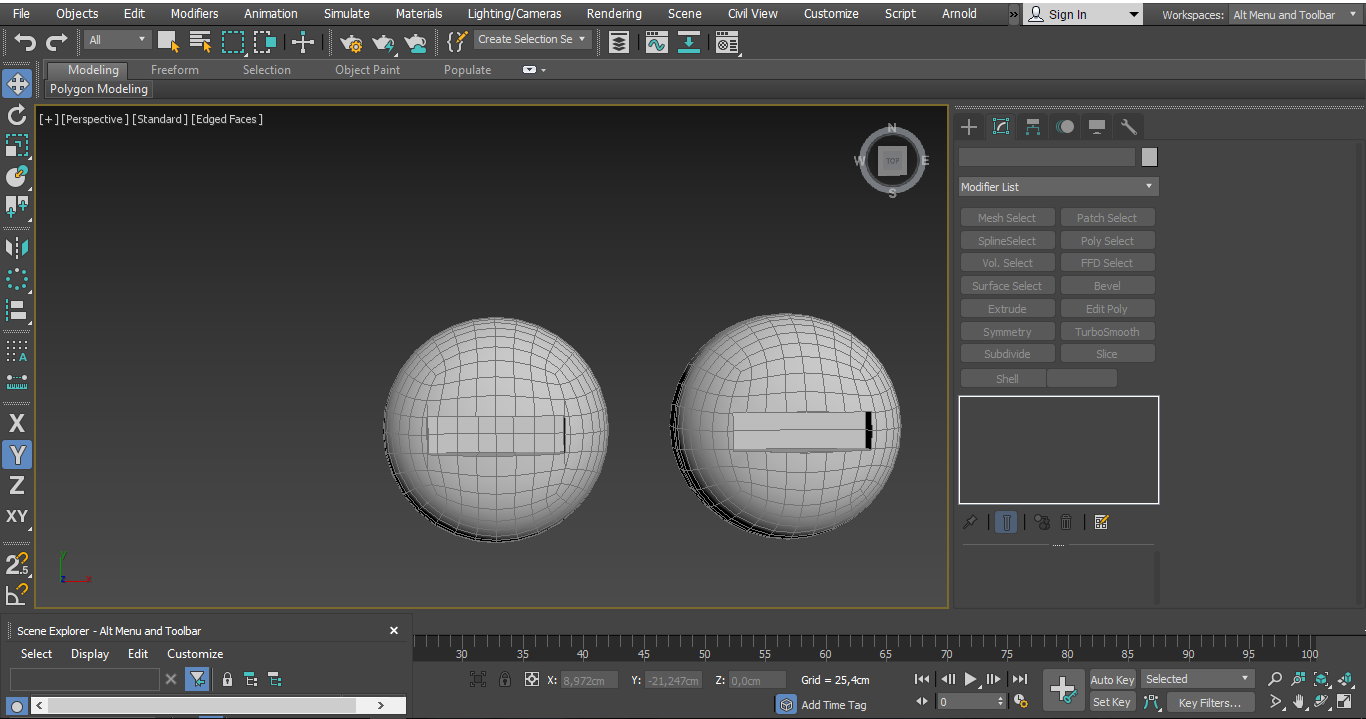 File Objects Edit Modifiers Animation Simulate Materials Lighting/Cameras Rendering Scene Civil View Customize Script Arnold » Sign In Workspaces: Alt Menu and Toolbar
All Create Selection Se
Modeling Freeform Selection Object Paint Populate
Polygon Modeling
[+] [Perspective] [Standard] [Edged Faces]
N
W TOP E
S
Modifier List
Mesh Select Patch Select
SplineSelect Poly Select
Vol. Select FFD Select
Surface Select Bevel
Extrude Edit Poly
Symmetry TurboSmooth
Subdivide Slice
Shell
A
X
Y
Z
XY
2.5
y
z x
Scene Explorer - Alt Menu and Toolbar
Select Display Edit Customize
30 35 40 45 50 55 60 65 70 75 80 85 90 95 100
X: 8,972cm Y: -21,247cm Z: 0,0cm Grid = 25,4cm
Auto Key Selected
Add Time Tag 0 Set Key Key Filters...